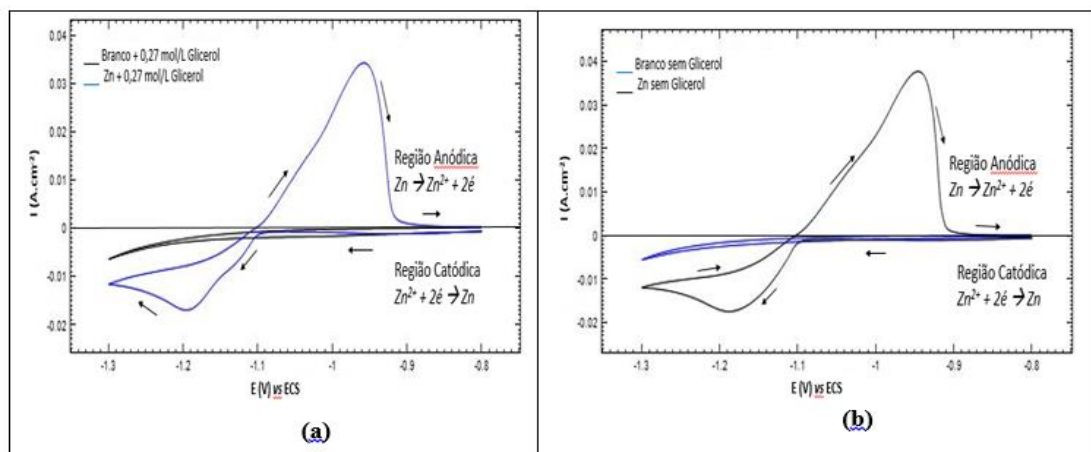 0.04
0.03
0.02
0.01
0
-0.01
-0.02
I (A.cm⁻²)
Branco + 0,27 mol/L Glicerol
Zn + 0,27 mol/L Glicerol
Região Anódica
Zn → Zn²⁺ + 2é
Região Catódica
Zn²⁺ + 2é → Zn
-1.3 -1.2 -1.1 -1 -0.9 -0.8
E (V) vs ECS
(a)
0.04
0.03
0.02
0.01
0
-0.01
-0.02
I (A.cm⁻²)
Branco sem Glicerol
Zn sem Glicerol
Região Anódica
Zn → Zn²⁺ + 2é
Região Catódica
Zn²⁺ + 2é → Zn
-1.3 -1.2 -1.1 -1 -0.9 -0.8
E (V) vs ECS
(b)